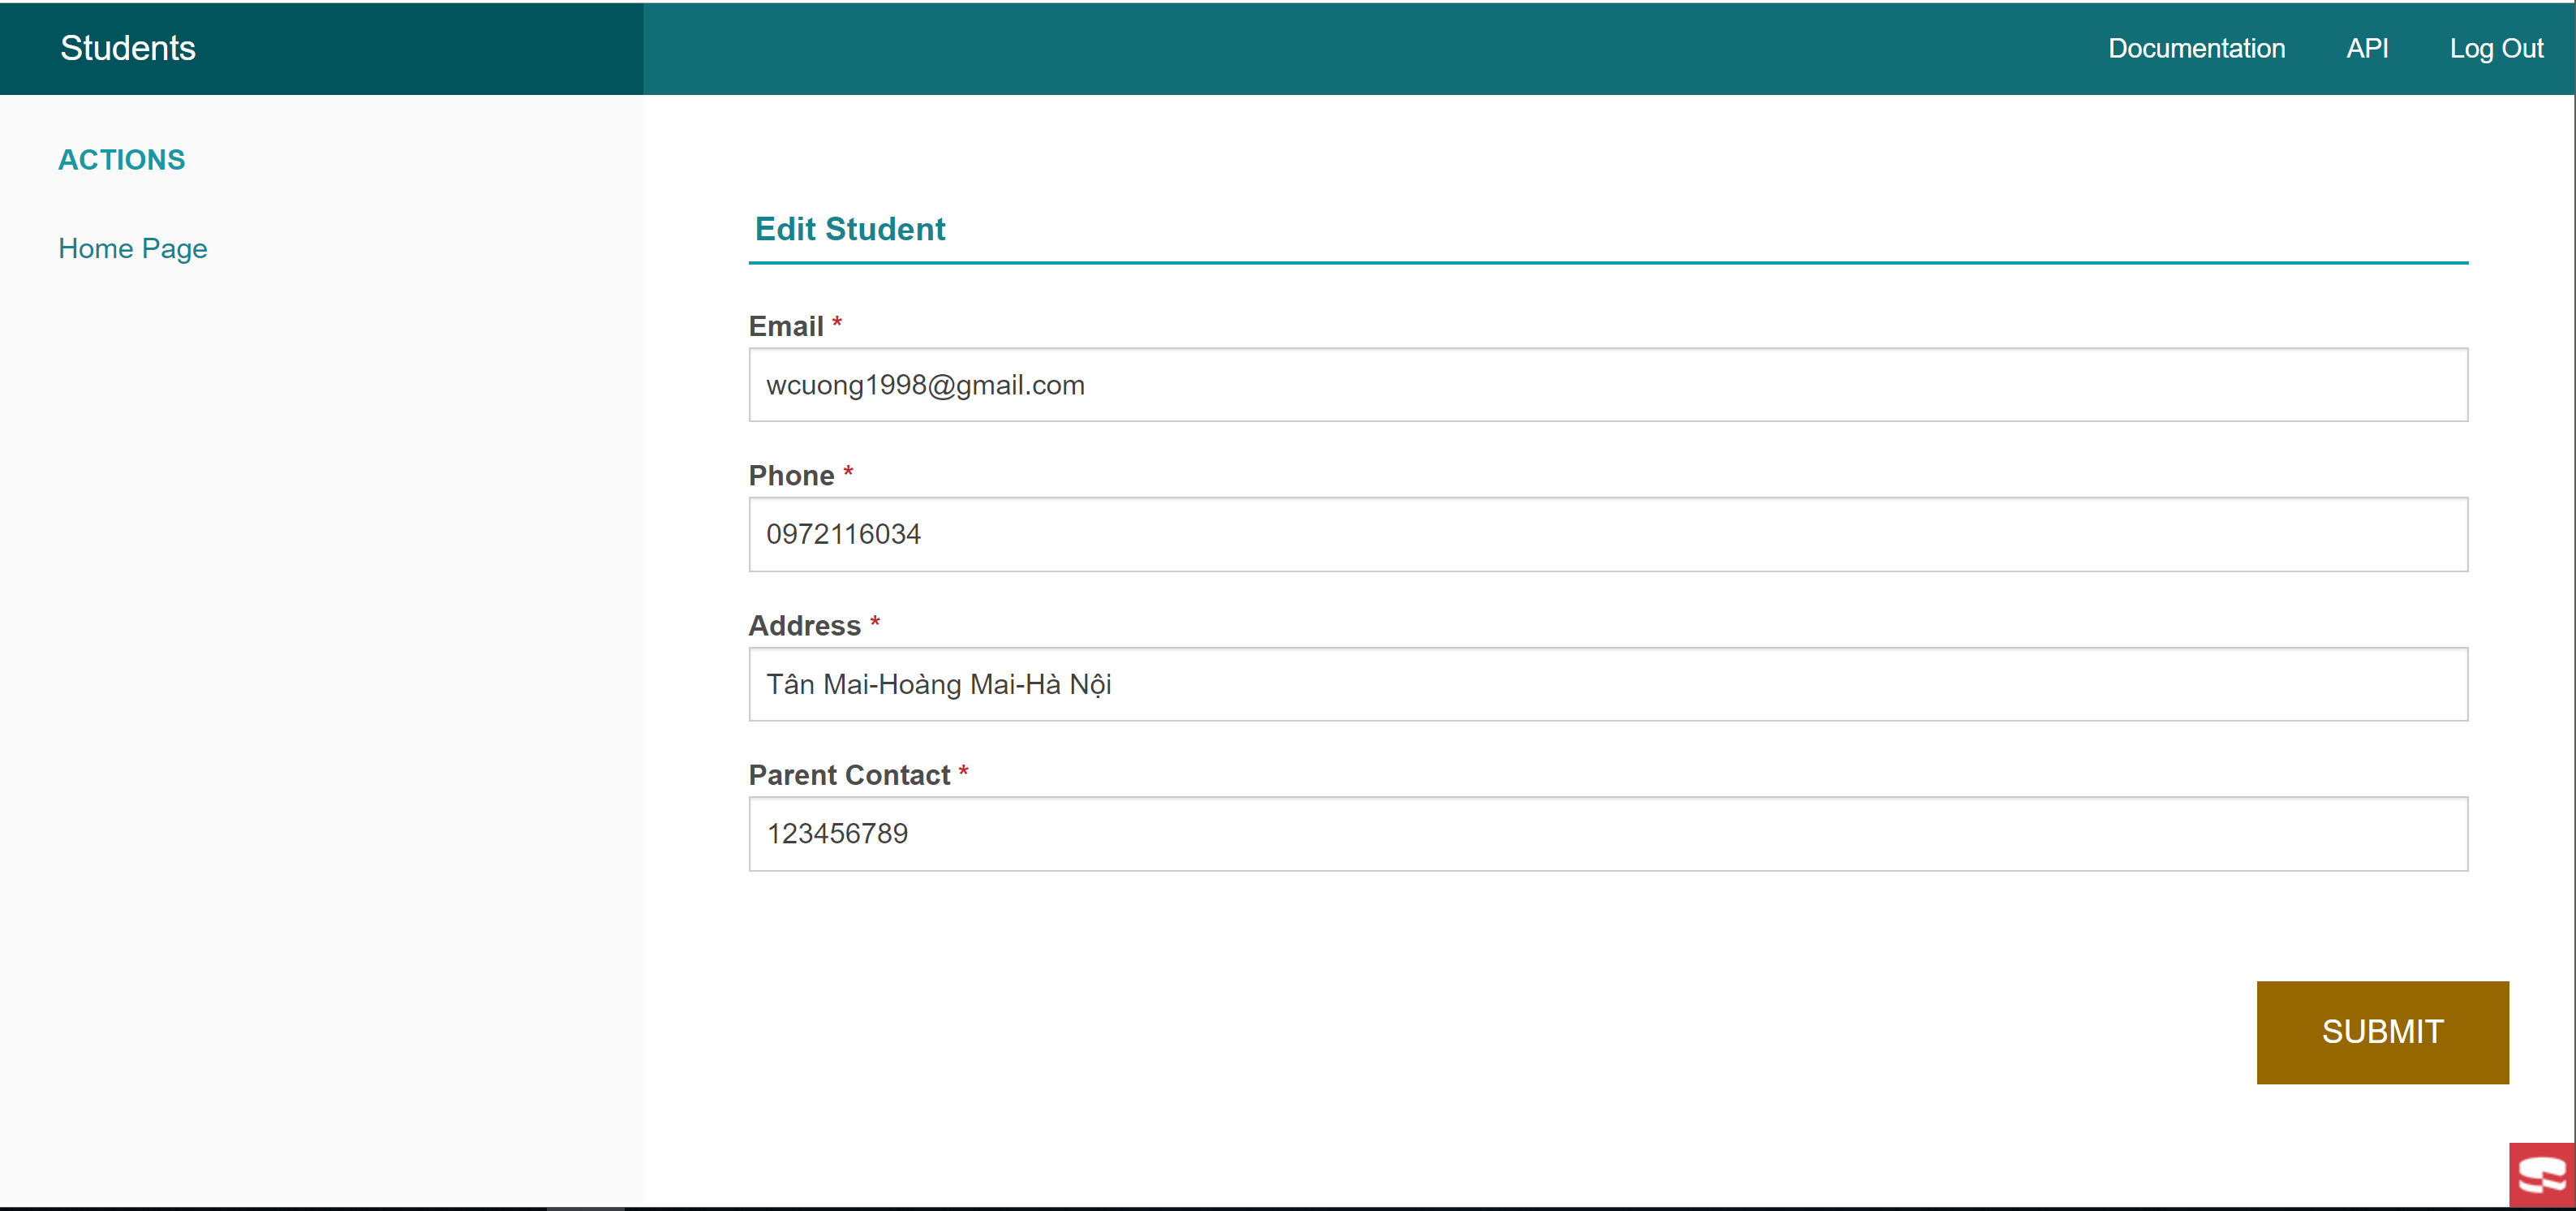 Students
Documentation API Log Out
ACTIONS
Home Page
Edit Student
Email *
wcuong1998@gmail.com
Phone *
0972116034
Address *
Tân Mai-Hoàng Mai-Hà Nội
Parent Contact *
123456789
SUBMIT